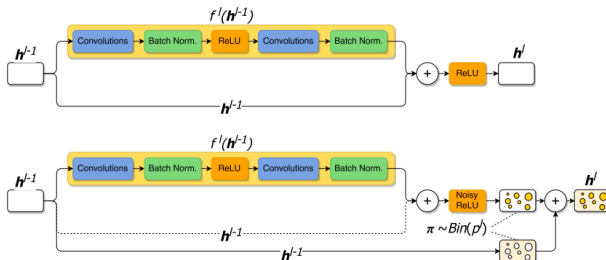 f^l(h^{l-1})
h^{l-1}
Convolutions Batch Norm. ReLU Convolutions Batch Norm.
h^l
+ ReLU
h^{l-1}
f^l(h^{l-1})
h^{l-1}
Convolutions Batch Norm. ReLU Convolutions Batch Norm.
h^l
+ Noisy ReLU +
π ~Bin(p^l)
h^{l-1}
h^{l-1}